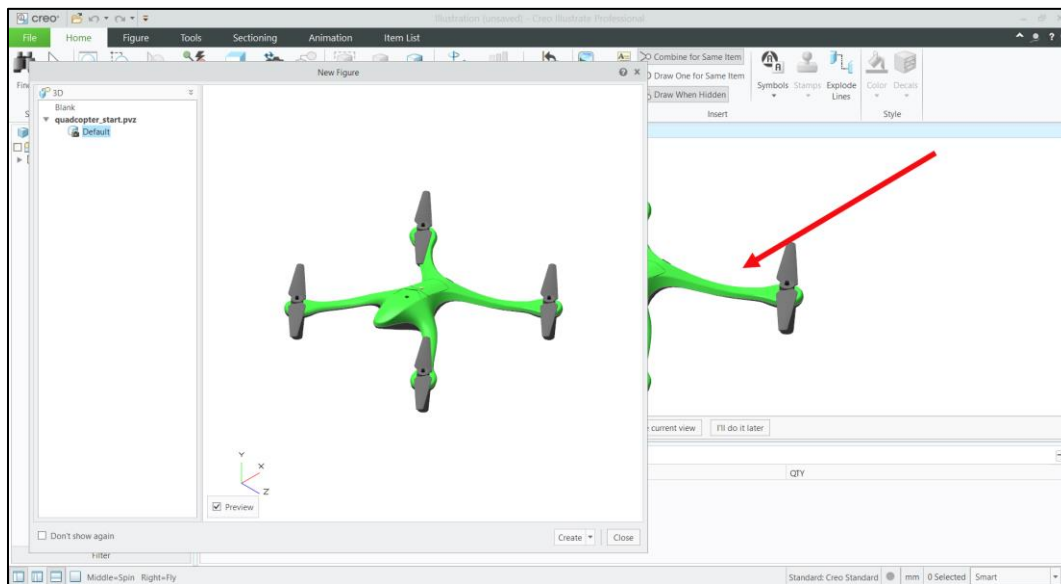 creo®
Illustration (unsaved) - Creo Illustrate Professional
File Home Figure Tools Sectioning Animation Item List
New Figure
Combine for Same Item
Draw One for Same Item
Draw When Hidden
Symbols Stamps Explode Lines Color Decals
Insert Style
3D
Blank
quadcopter_start.pvz
Default
Y
X
Z
Preview
current view I'll do it later
QTY
Don't show again
Create Close
Filter
Middle=Spin Right=Fly
Standard: Creo Standard mm 0 Selected Smart